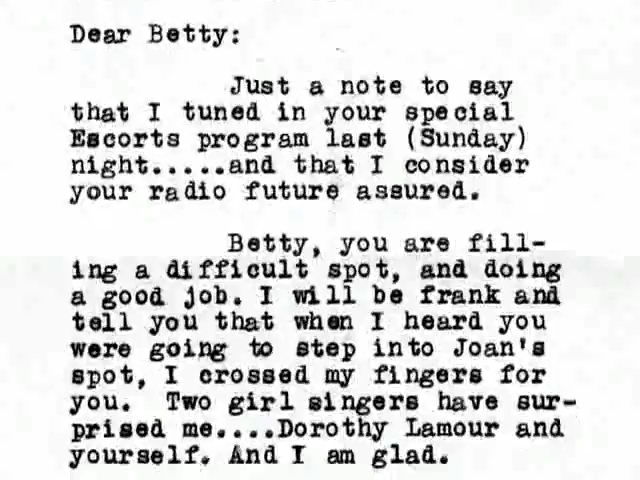 Dear Betty:
Just a note to say
that I tuned in your special
Escorts program last (Sunday)
night.....and that I consider
your radio future assured.
Betty, you are fill-
ing a difficult spot, and doing
a good job. I will be frank and
tell you that when I heard you
were going to step into Joan's
spot, I crossed my fingers for
you. Two girl singers have sur-
prised me....Dorothy Lamour and
yourself. And I am glad.